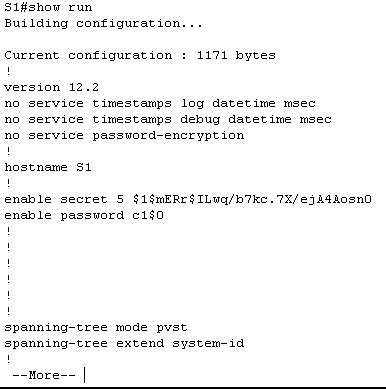 S1#show run
Building configuration...
Current configuration : 1171 bytes
!
version 12.2
no service timestamps log datetime msec
no service timestamps debug datetime msec
no service password-encryption
!
hostname S1
!
enable secret 5 $1$mERr$ILwq/b7kc.7X/ejA4Aosn0
enable password c1$0
!
!
!
!
!
!
spanning-tree mode pvst
spanning-tree extend system-id
!
--More--